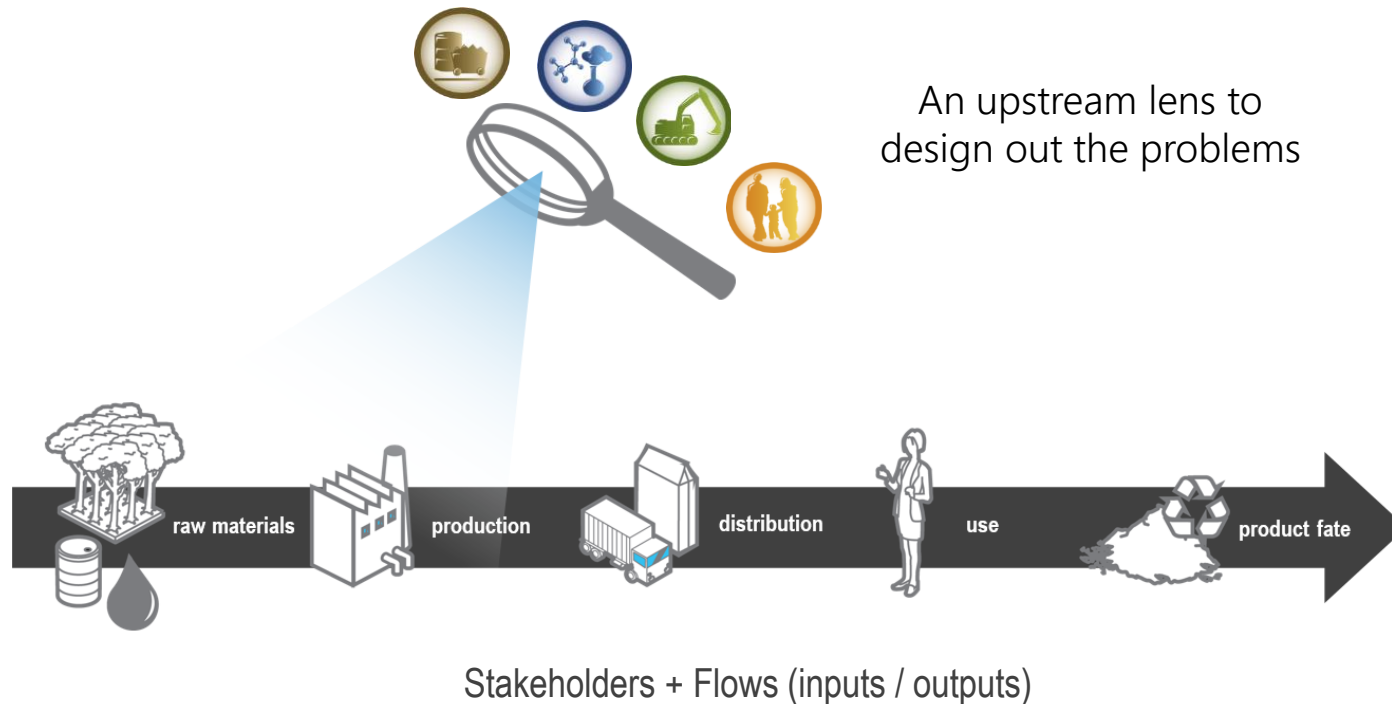 An upstream lens to
design out the problems
raw materials
production
distribution
use
product fate
Stakeholders + Flows (inputs / outputs)